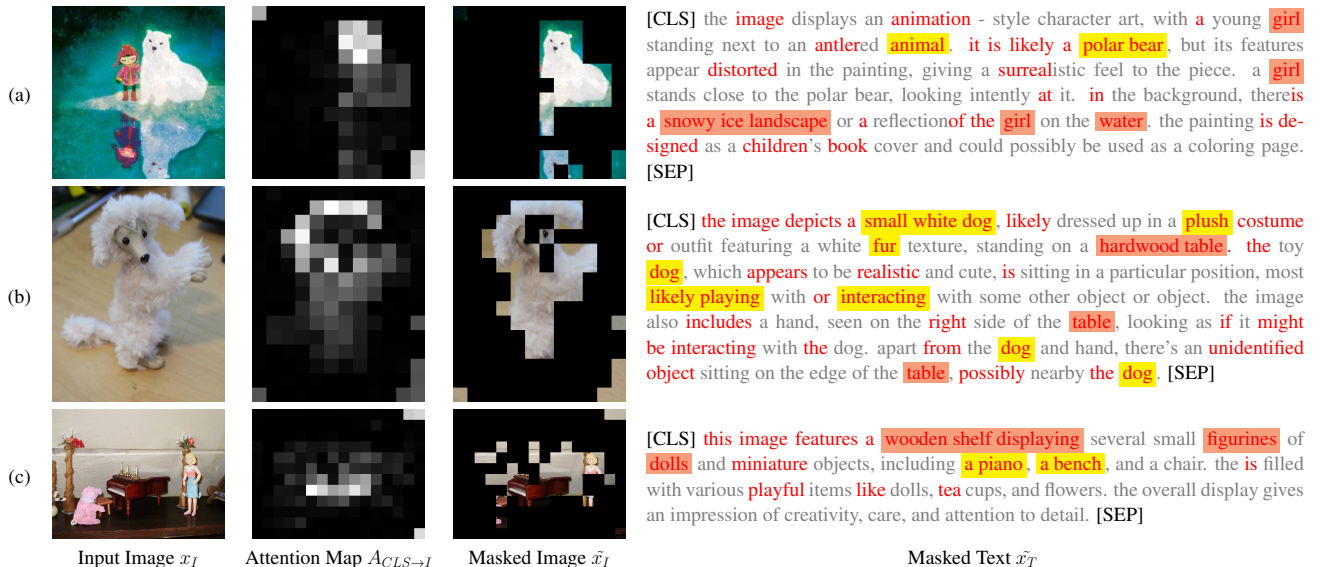 (a)
[CLS] the image displays an animation - style character art, with a young girl
standing next to an antlered animal. it is likely a polar bear, but its features
appear distorted in the painting, giving a surrealistic feel to the piece. a girl
stands close to the polar bear, looking intently at it. in the background, thereis
a snowy ice landscape or a reflectionof the girl on the water. the painting is de-
signed as a children's book cover and could possibly be used as a coloring page.
[SEP]
(b)
[CLS] the image depicts a small white dog, likely dressed up in a plush costume
or outfit featuring a white fur texture, standing on a hardwood table. the toy
dog, which appears to be realistic and cute, is sitting in a particular position, most
likely playing with or interacting with some other object or object. the image
also includes a hand, seen on the right side of the table, looking as if it might
be interacting with the dog. apart from the dog and hand, there's an unidentified
object sitting on the edge of the table, possibly nearby the dog. [SEP]
(c)
[CLS] this image features a wooden shelf displaying several small figurines of
dolls and miniature objects, including a piano, a bench, and a chair. the is filled
with various playful items like dolls, tea cups, and flowers. the overall display gives
an impression of creativity, care, and attention to detail. [SEP]
Input Image x_I
Attention Map A_{CLS→I}
Masked Image x̃_I
Masked Text x̃_T